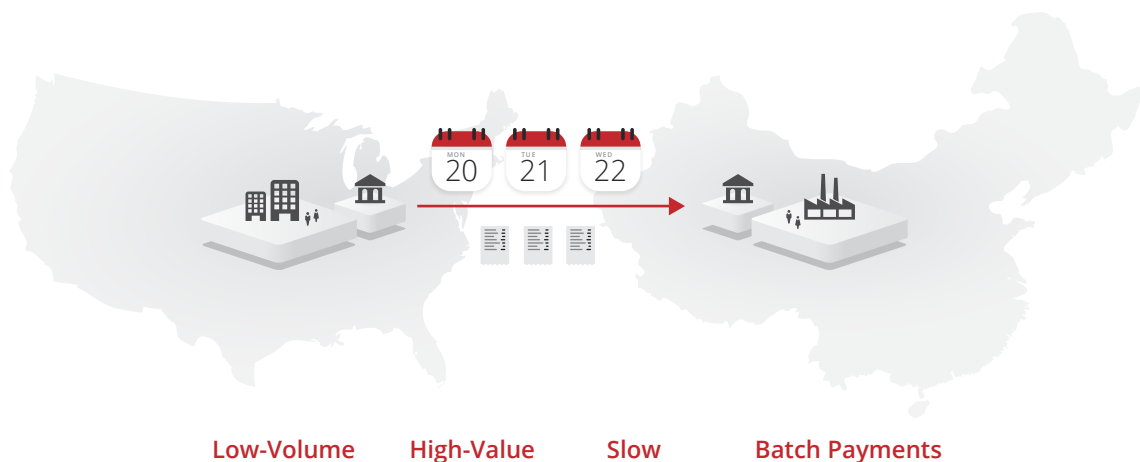 MON
20
TUE
21
WED
22
Low-Volume
High-Value
Slow
Batch Payments